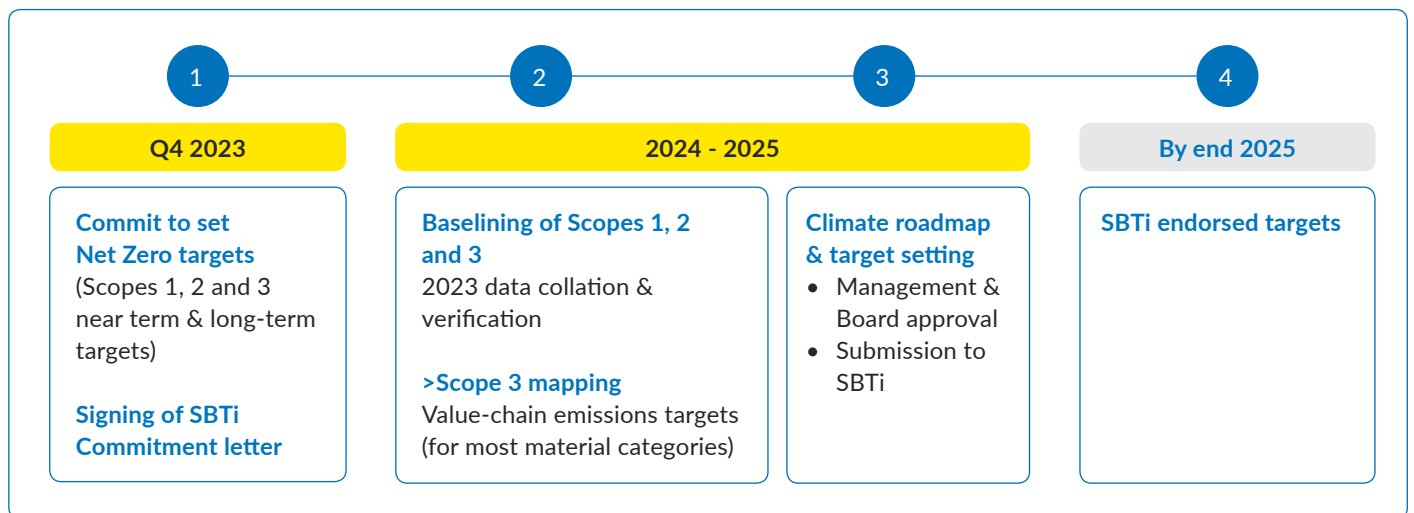 1
2
3
4
Q4 2023
2024 - 2025
By end 2025
Commit to set
Net Zero targets
(Scopes 1, 2 and 3
near term & long-term
targets)
Signing of SBTi
Commitment letter
Baselining of Scopes 1, 2
and 3
2023 data collation &
verification
>Scope 3 mapping
Value-chain emissions targets
(for most material categories)
Climate roadmap
& target setting
• Management &
Board approval
• Submission to
SBTi
SBTi endorsed targets